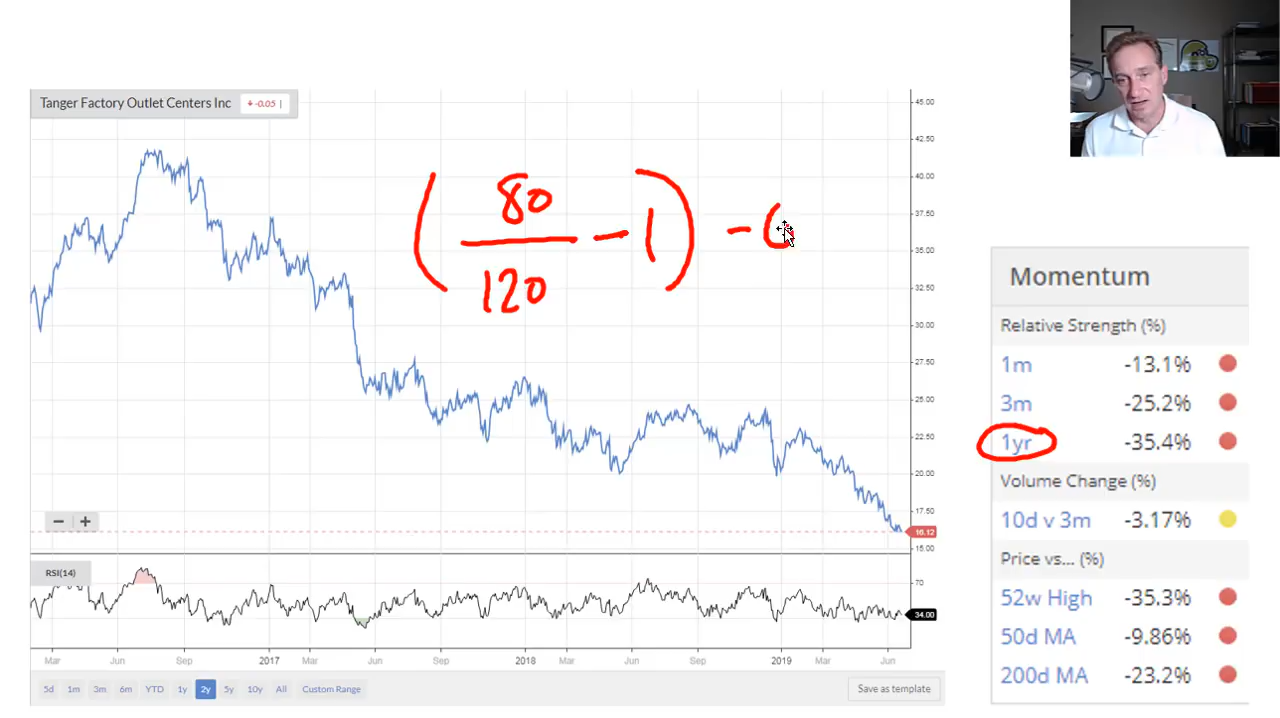 Tanger Factory Outlet Centers Inc -0.05
45.00
42.50
40.00
37.50
35.00
32.50
30.00
27.50
25.00
22.50
20.00
17.50
16.12
15.00
( 80 / 120 - 1 ) - (
- +
RSI(14)
70
34.00
Mar Jun Sep 2017 Mar Jun Sep 2018 Mar Jun Sep 2019 Mar Jun
5d 1m 3m 6m YTD 1y 2y 5y 10y All Custom Range Save as template
Momentum
Relative Strength (%)
1m -13.1%
3m -25.2%
1yr -35.4%
Volume Change (%)
10d v 3m -3.17%
Price vs... (%)
52w High -35.3%
50d MA -9.86%
200d MA -23.2%